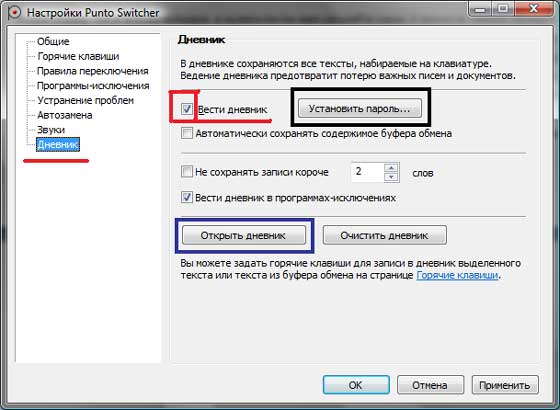 Настройки Punto Switcher
Общие
Горячие клавиши
Правила переключения
Программы-исключения
Устранение проблем
Автозамена
Звуки
Дневник
Дневник
В дневнике сохраняются все тексты, набираемые на клавиатуре.
Ведение дневника предотвратит потерю важных писем и документов.
Вести дневник
Установить пароль...
Автоматически сохранять содержимое буфера обмена
Не сохранять записи короче 2 слов
Вести дневник в программах-исключениях
Открыть дневник
Очистить дневник
Вы можете задать горячие клавиши для записи в дневник выделенного
текста или текста из буфера обмена на странице Горячие клавиши.
ОК
Отмена
Применить